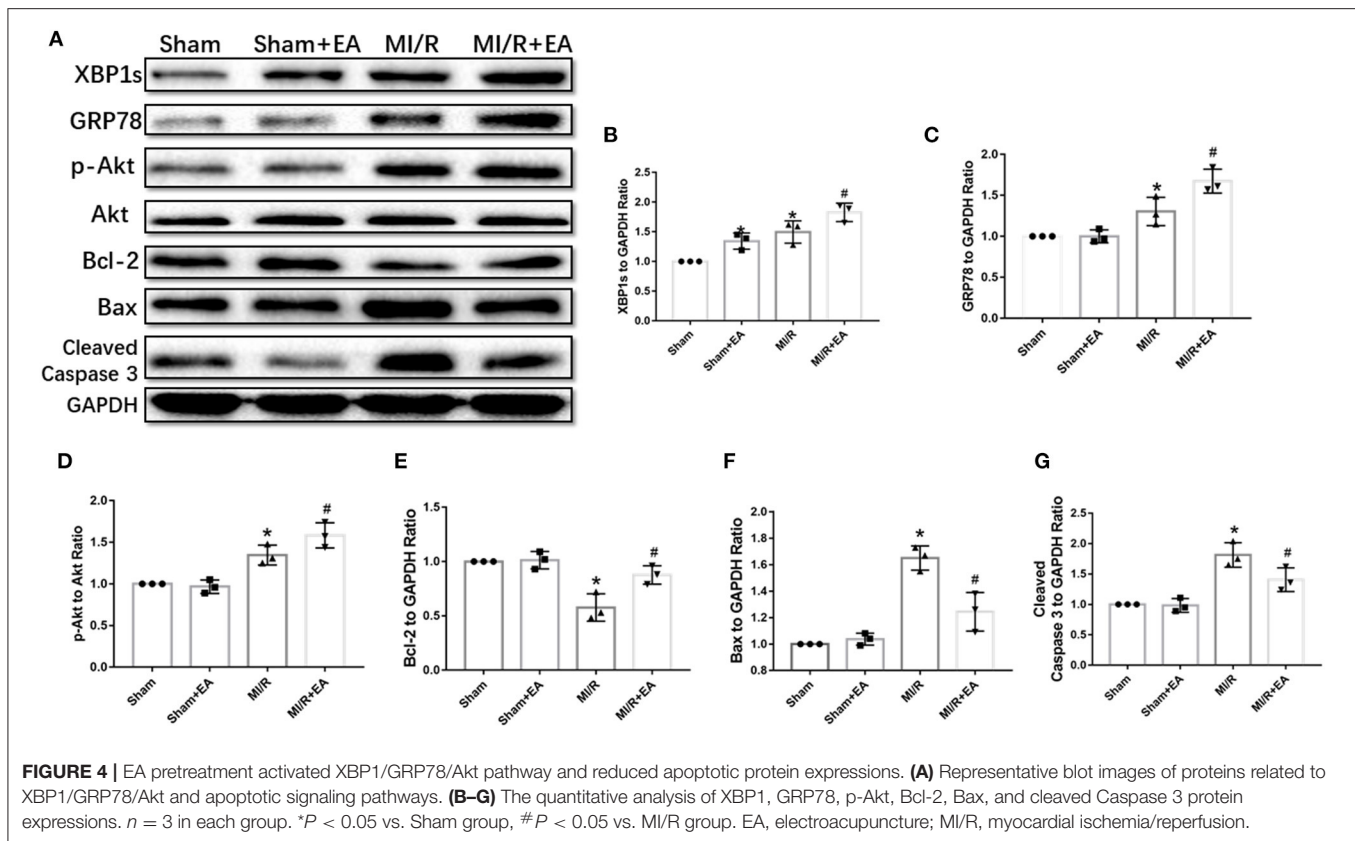 A
Sham Sham+EA MI/R MI/R+EA
XBP1s
GRP78
p-Akt
Akt
Bcl-2
Bax
Cleaved
Caspase 3
GAPDH
B
XBP1s to GAPDH Ratio
2.5
2.0
1.5
1.0
0.5
0.0
* * #
Sham Sham+EA MI/R MI/R+EA
C
GRP78 to GAPDH Ratio
2.0
1.5
1.0
0.5
0.0
* #
Sham Sham+EA MI/R MI/R+EA
D
p-Akt to Akt Ratio
2.0
1.5
1.0
0.5
0.0
* #
Sham Sham+EA MI/R MI/R+EA
E
Bcl-2 to GAPDH Ratio
1.5
1.0
0.5
0.0
* #
Sham Sham+EA MI/R MI/R+EA
F
Bax to GAPDH Ratio
2.0
1.8
1.6
1.4
1.2
1.0
0.8
* #
Sham Sham+EA MI/R MI/R+EA
G
Cleaved
Caspase 3 to GAPDH Ratio
2.5
2.0
1.5
1.0
0.5
0.0
* #
Sham Sham+EA MI/R MI/R+EA
FIGURE 4 | EA pretreatment activated XBP1/GRP78/Akt pathway and reduced apoptotic protein expressions. (A) Representative blot images of proteins related to
XBP1/GRP78/Akt and apoptotic signaling pathways. (B–G) The quantitative analysis of XBP1, GRP78, p-Akt, Bcl-2, Bax, and cleaved Caspase 3 protein
expressions. n = 3 in each group. *P < 0.05 vs. Sham group, #P < 0.05 vs. MI/R group. EA, electroacupuncture; MI/R, myocardial ischemia/reperfusion.